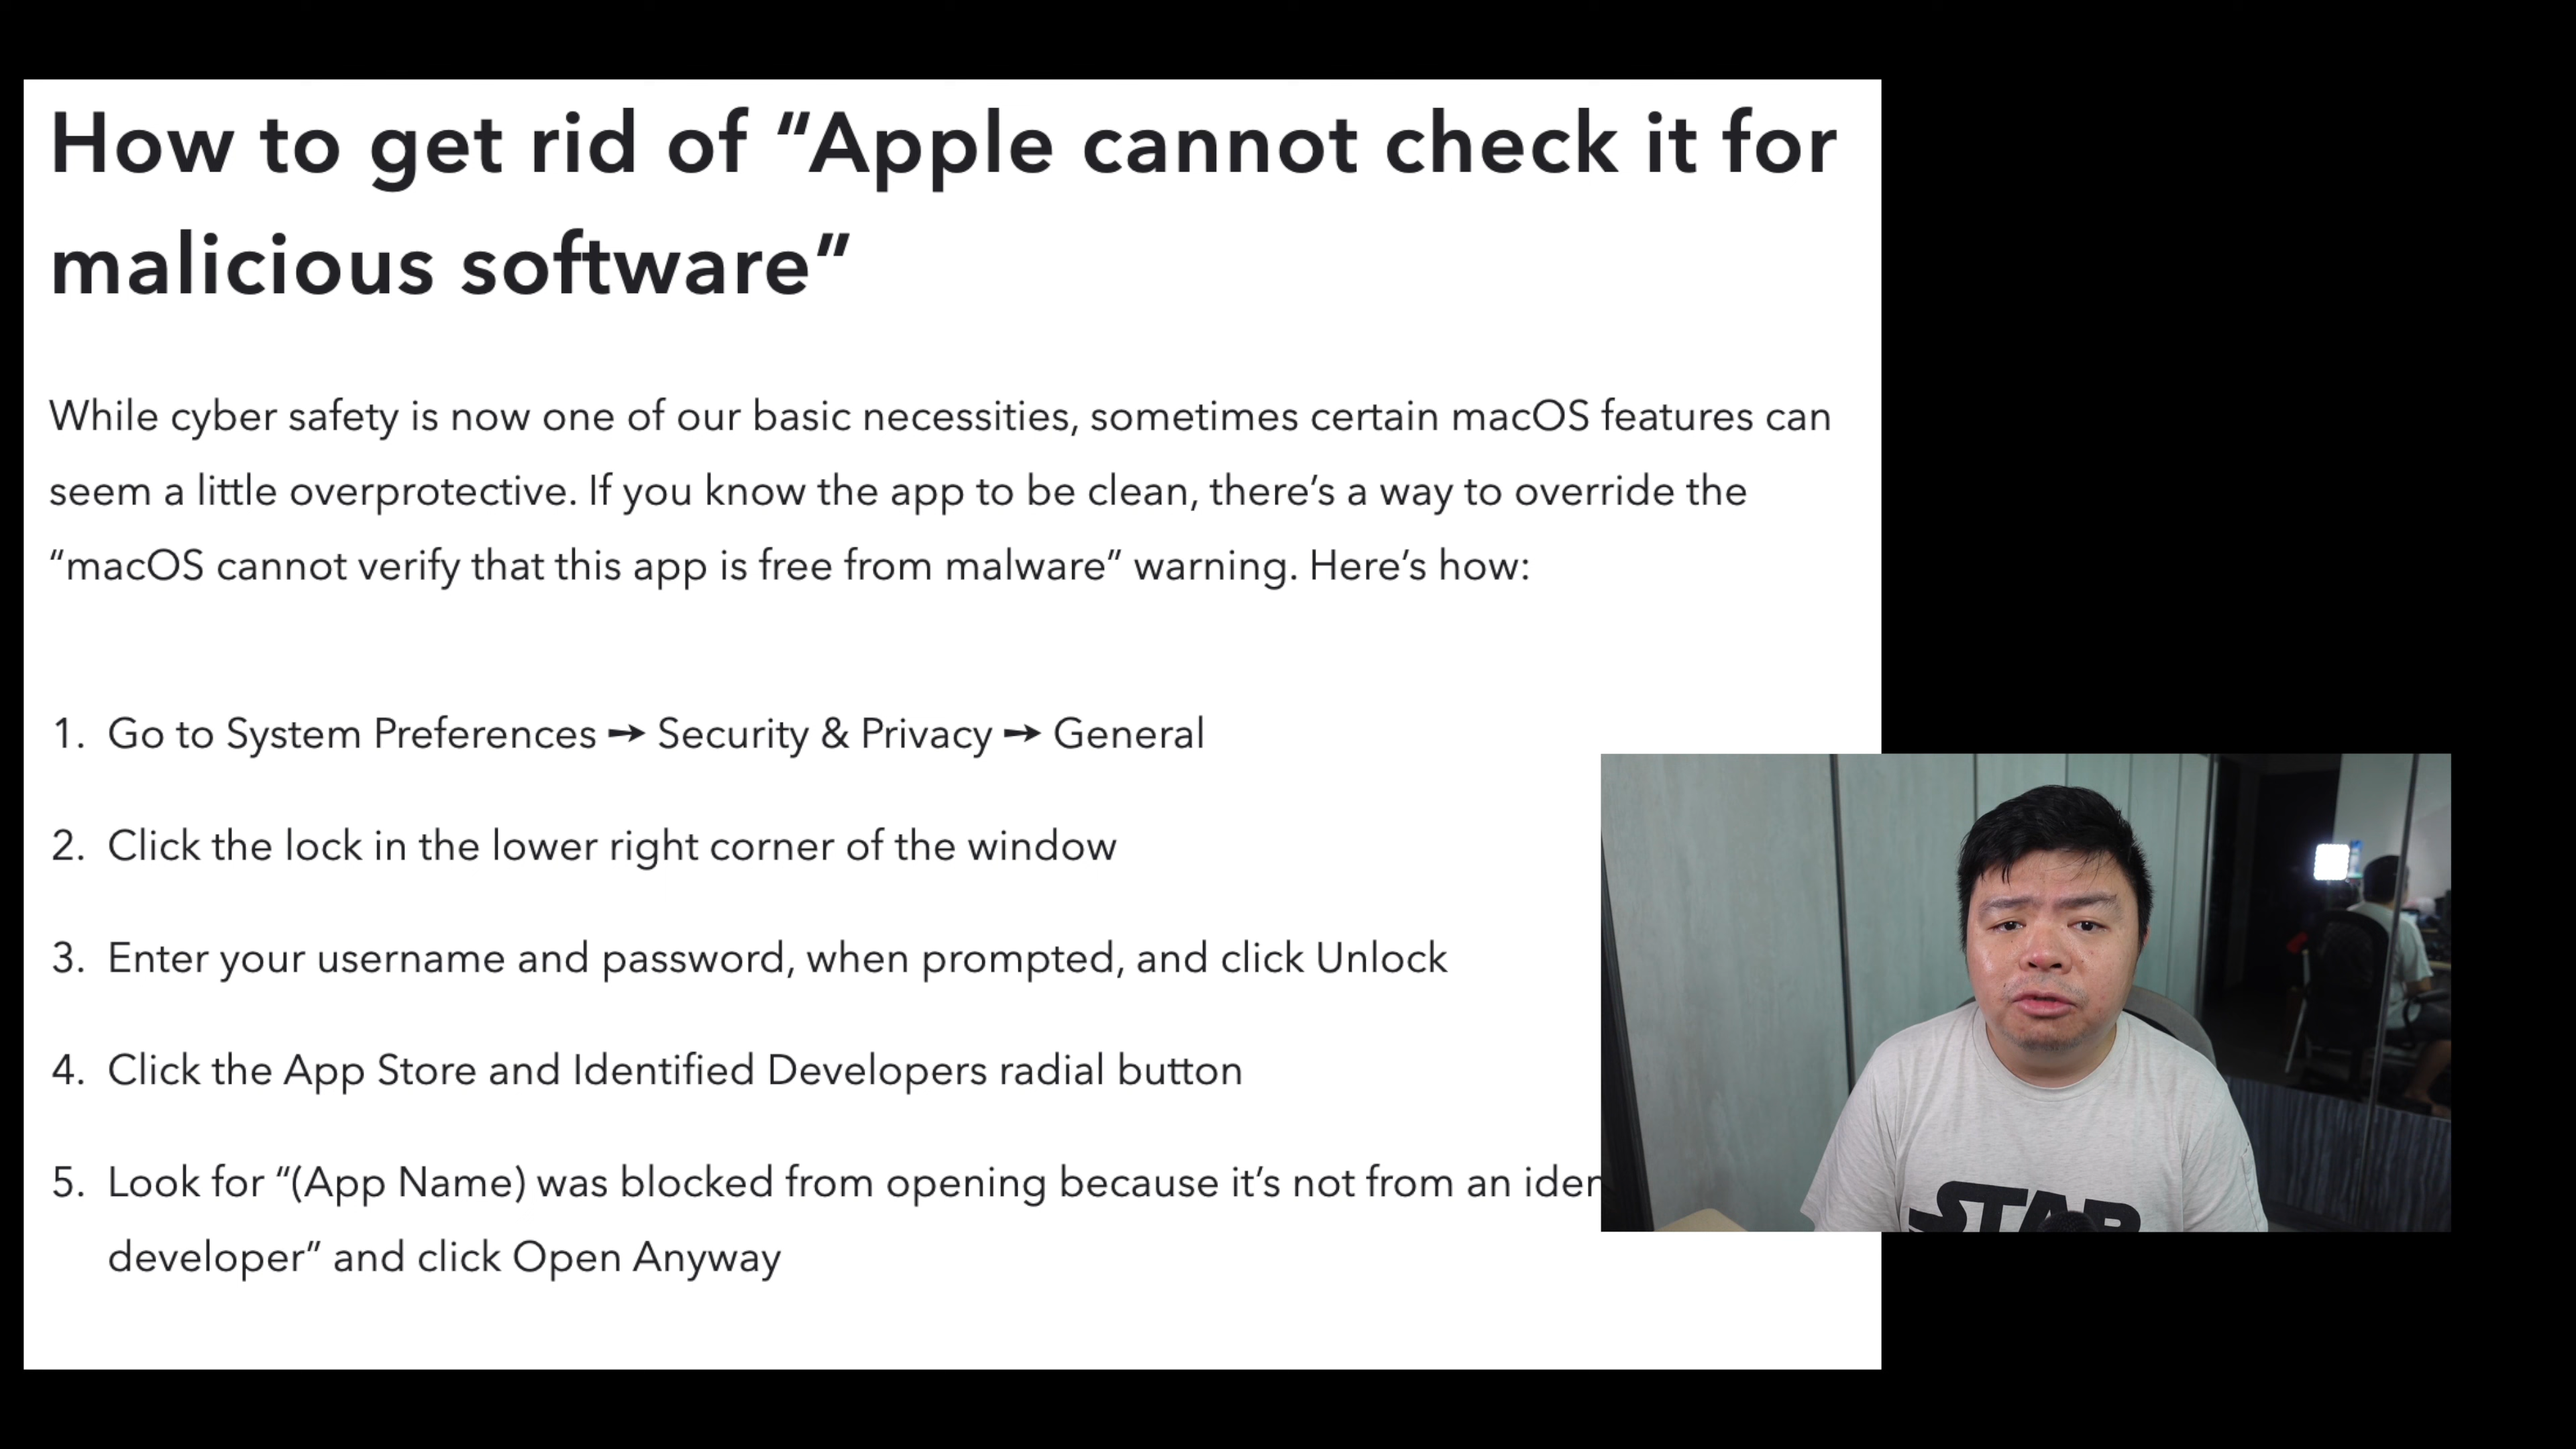 How to get rid of “Apple cannot check it for
malicious software”
While cyber safety is now one of our basic necessities, sometimes certain macOS features can
seem a little overprotective. If you know the app to be clean, there’s a way to override the
“macOS cannot verify that this app is free from malware” warning. Here’s how:
1. Go to System Preferences ➙ Security & Privacy ➙ General
2. Click the lock in the lower right corner of the window
3. Enter your username and password, when prompted, and click Unlock
4. Click the App Store and Identified Developers radial button
5. Look for “(App Name) was blocked from opening because it’s not from an
developer” and click Open Anyway
STAR